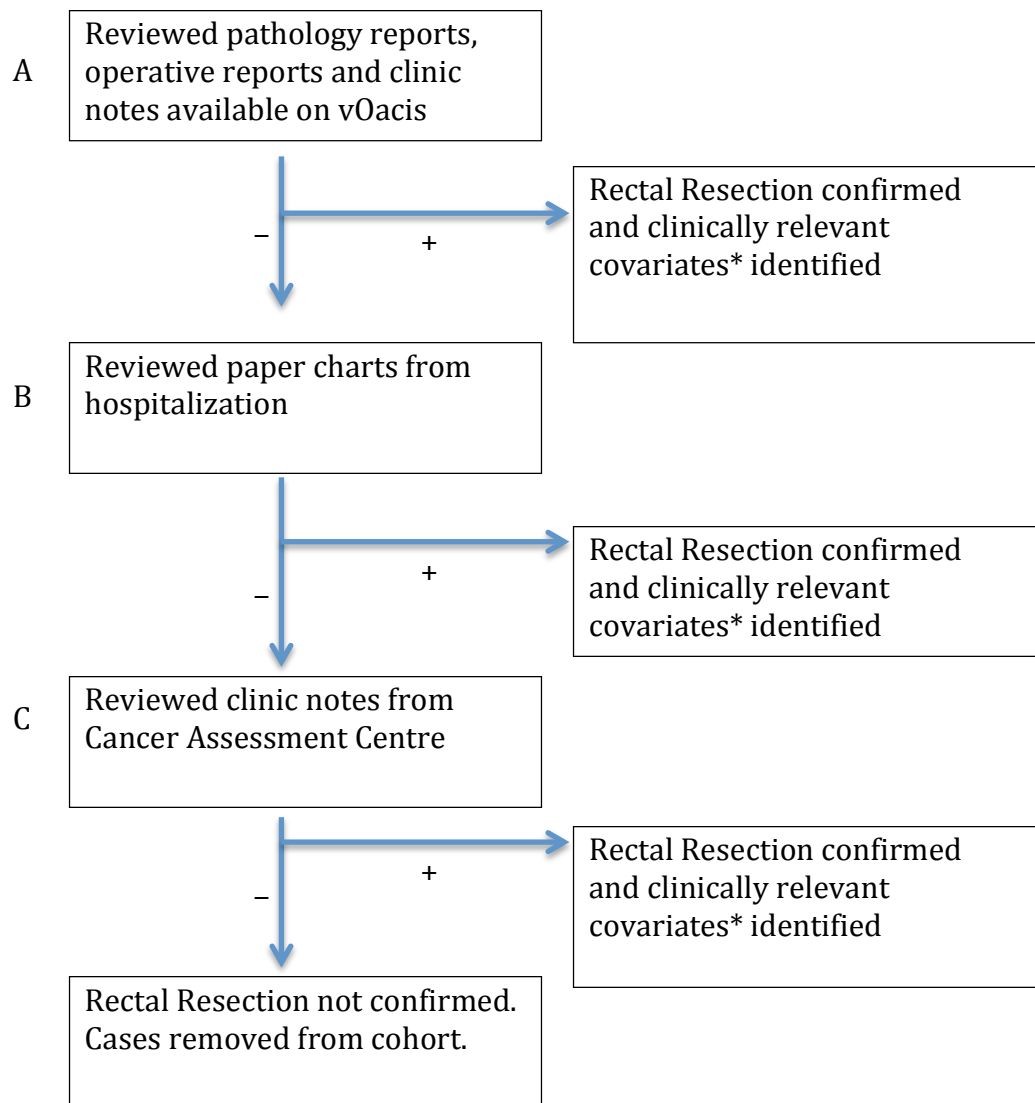 A
Reviewed pathology reports,
operative reports and clinic
notes available on vOacis
Rectal Resection confirmed
and clinically relevant
covariates* identified
–
+
B
Reviewed paper charts from
hospitalization
Rectal Resection confirmed
and clinically relevant
covariates* identified
–
+
C
Reviewed clinic notes from
Cancer Assessment Centre
Rectal Resection confirmed
and clinically relevant
covariates* identified
–
+
Rectal Resection not confirmed.
Cases removed from cohort.